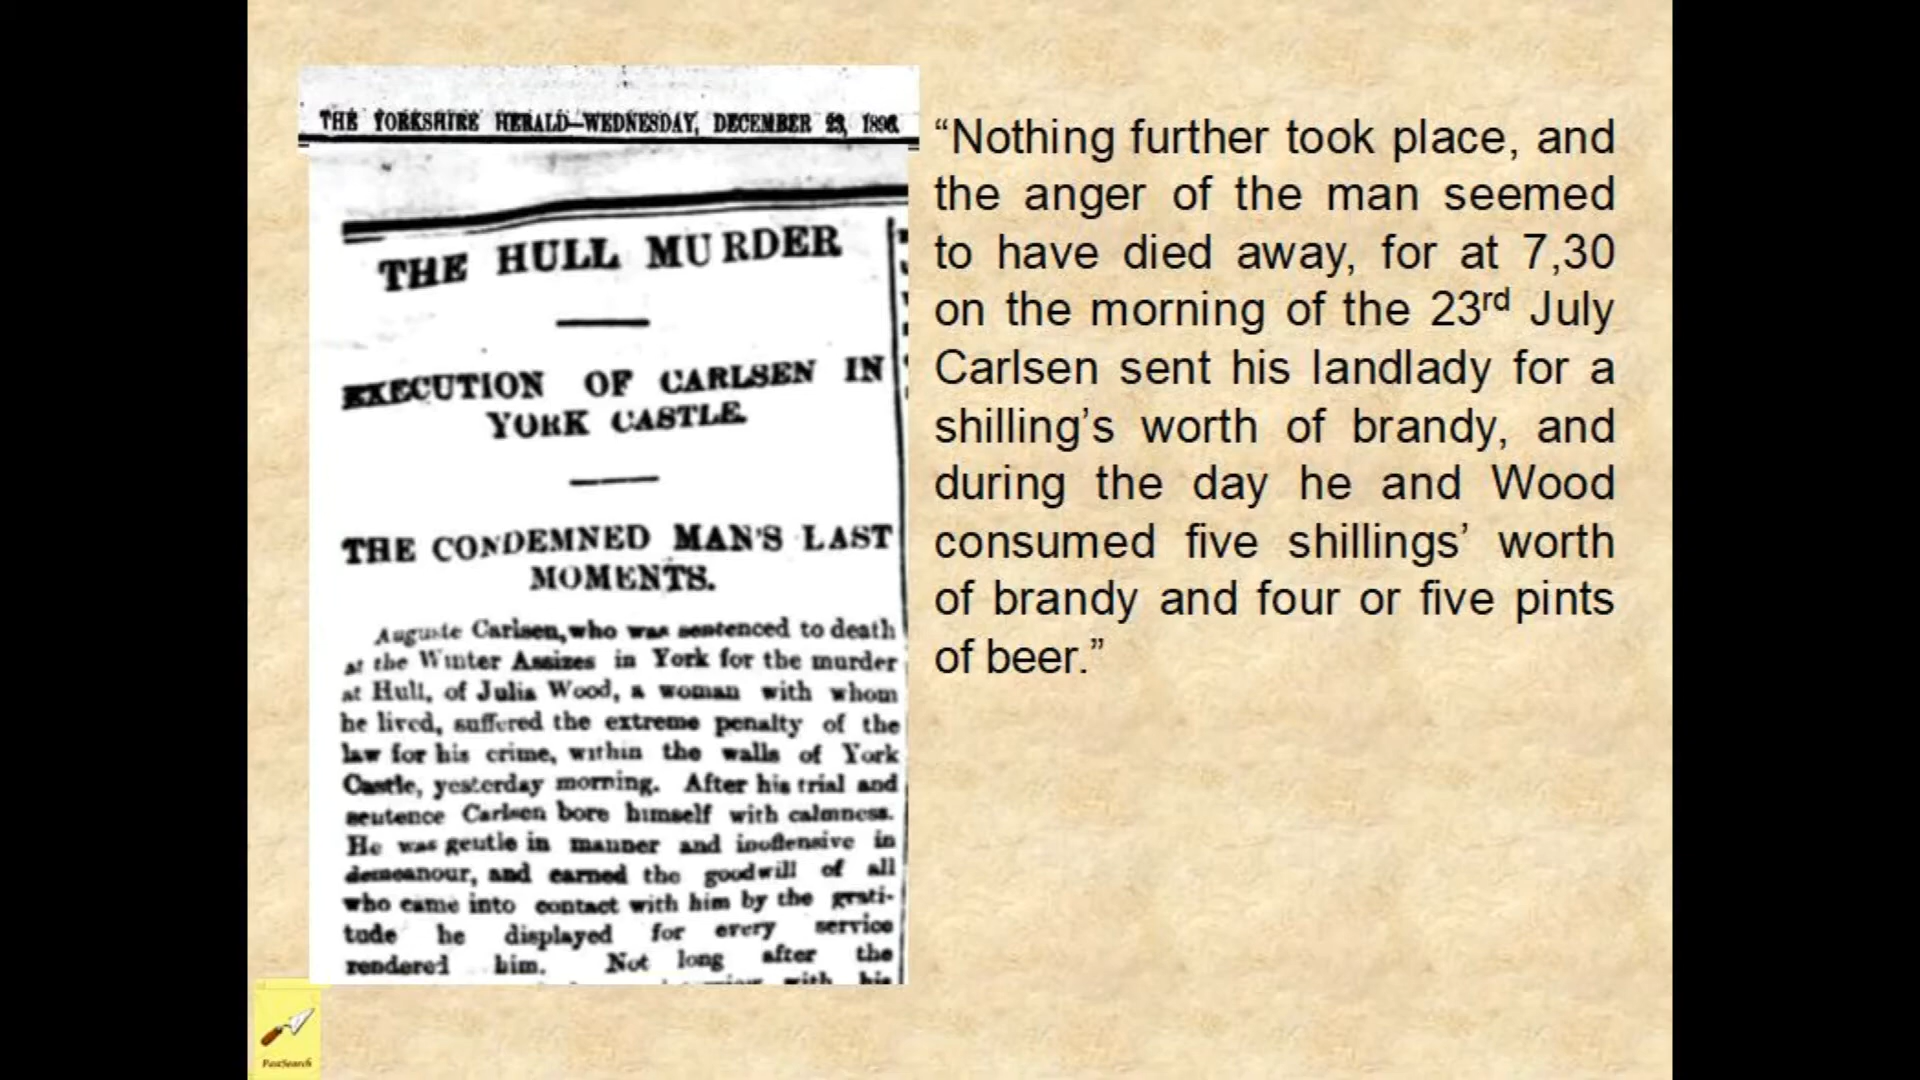 THE YORKSHIRE HERALD—WEDNESDAY, DECEMBER 23, 1896.
THE HULL MURDER
EXECUTION OF CARLSEN IN
YORK CASTLE.
THE CONDEMNED MAN'S LAST
MOMENTS.
Auguste Carlsen, who was sentenced to death
at the Winter Assizes in York for the murder
at Hull, of Julia Wood, a woman with whom
he lived, suffered the extreme penalty of the
law for his crime, within the walls of York
Castle, yesterday morning. After his trial and
sentence Carlsen bore himself with calmness.
He was gentle in manner and inoffensive in
demeanour, and earned the goodwill of all
who came into contact with him by the grati-
tude he displayed for every service
rendered him. Not long after the
with his
“Nothing further took place, and
the anger of the man seemed
to have died away, for at 7,30
on the morning of the 23rd July
Carlsen sent his landlady for a
shilling’s worth of brandy, and
during the day he and Wood
consumed five shillings’ worth
of brandy and four or five pints
of beer.”
PastSearch